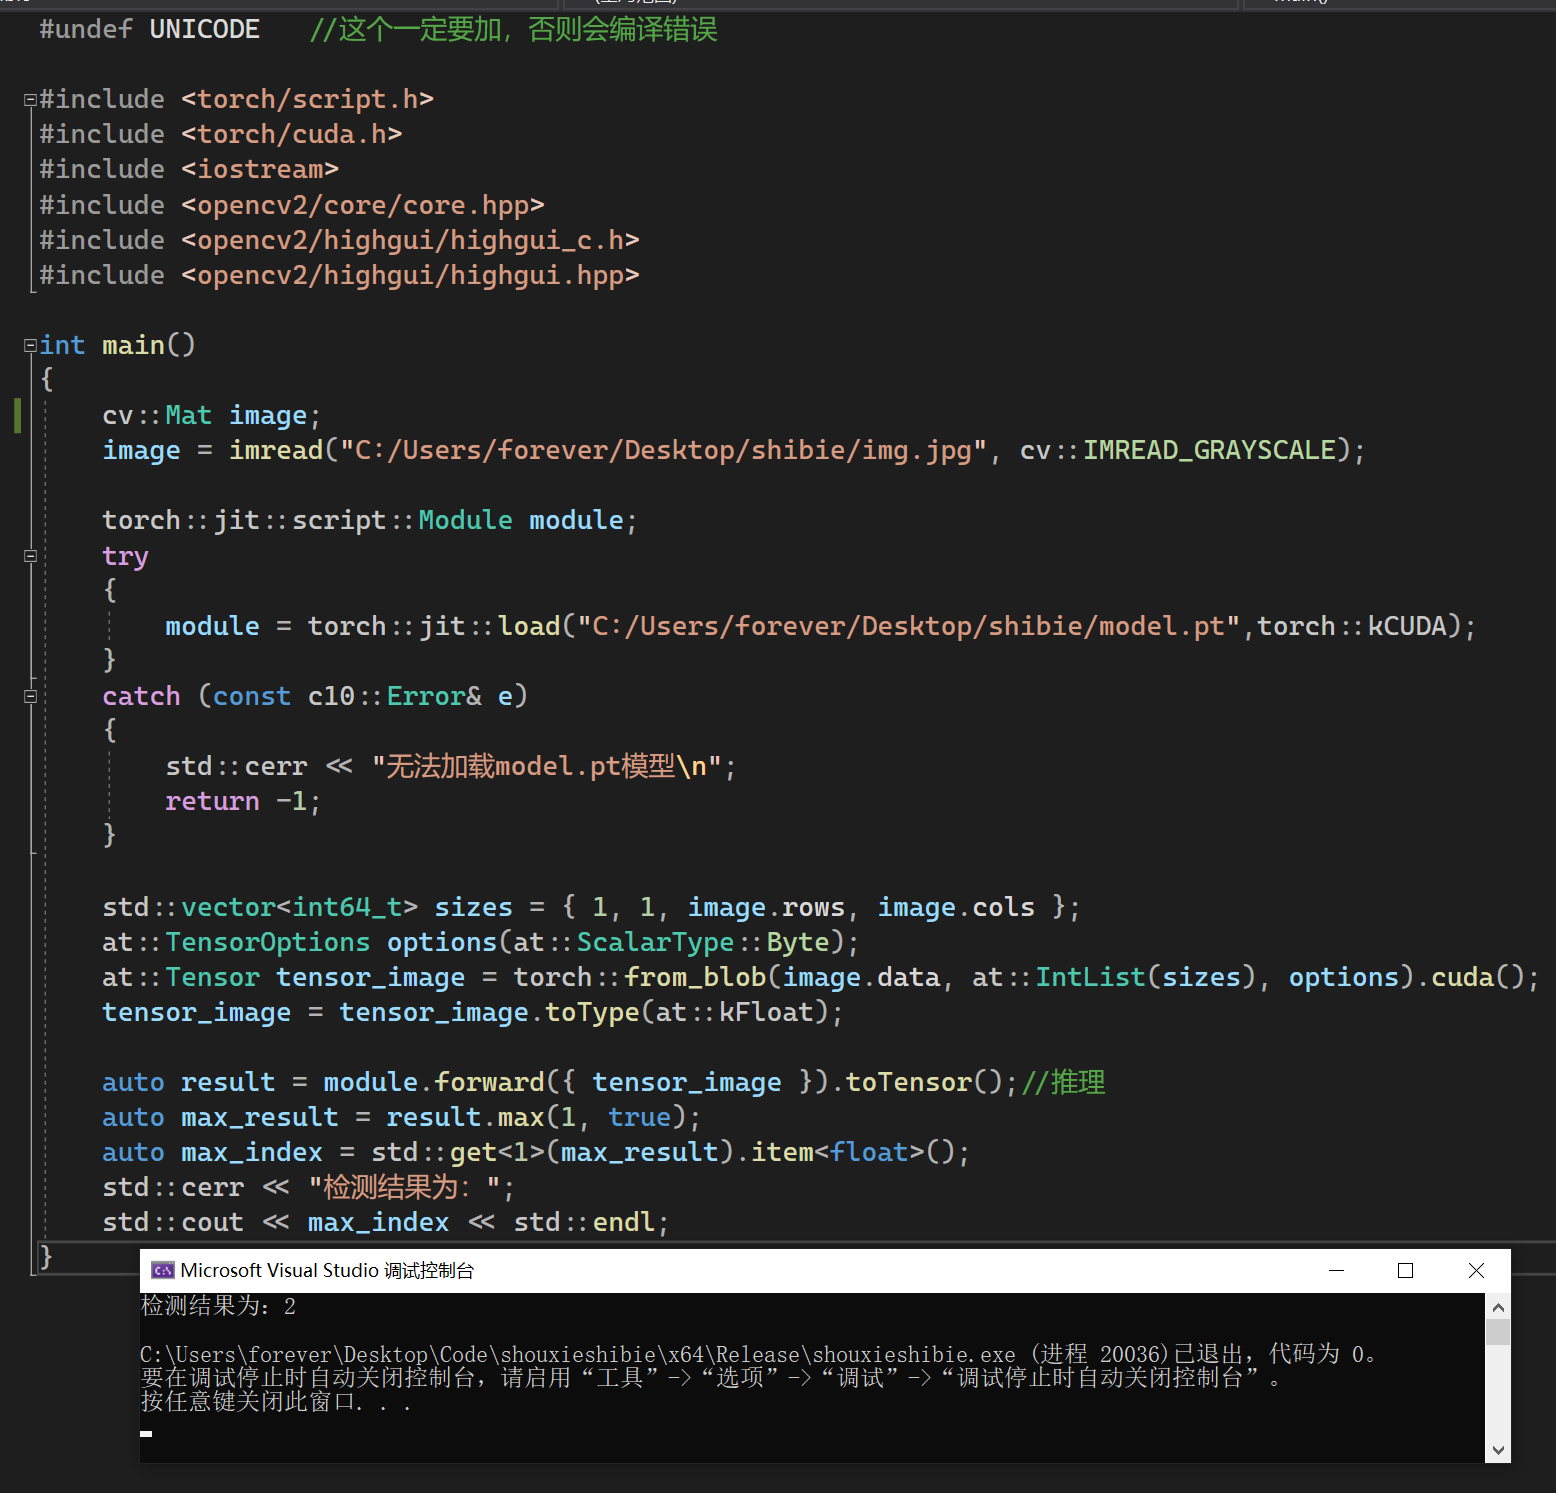 #undef UNICODE   //这个一定要加，否则会编译错误
#include <torch/script.h>
#include <torch/cuda.h>
#include <iostream>
#include <opencv2/core/core.hpp>
#include <opencv2/highgui/highgui_c.h>
#include <opencv2/highgui/highgui.hpp>
int main()
{
    cv::Mat image;
    image = imread("C:/Users/forever/Desktop/shibie/img.jpg", cv::IMREAD_GRAYSCALE);
    torch::jit::script::Module module;
    try
    {
        module = torch::jit::load("C:/Users/forever/Desktop/shibie/model.pt",torch::kCUDA);
    }
    catch (const c10::Error& e)
    {
        std::cerr << "无法加载model.pt模型\n";
        return -1;
    }
    std::vector<int64_t> sizes = { 1, 1, image.rows, image.cols };
    at::TensorOptions options(at::ScalarType::Byte);
    at::Tensor tensor_image = torch::from_blob(image.data, at::IntList(sizes), options).cuda();
    tensor_image = tensor_image.toType(at::kFloat);
    auto result = module.forward({ tensor_image }).toTensor();//推理
    auto max_result = result.max(1, true);
    auto max_index = std::get<1>(max_result).item<float>();
    std::cerr << "检测结果为：";
    std::cout << max_index << std::endl;
}
Microsoft Visual Studio 调试控制台
检测结果为：2
C:\Users\forever\Desktop\Code\shouxieshibie\x64\Release\shouxieshibie.exe (进程 20036)已退出，代码为 0。
要在调试停止时自动关闭控制台，请启用“工具”->“选项”->“调试”->“调试停止时自动关闭控制台”。
按任意键关闭此窗口. . .